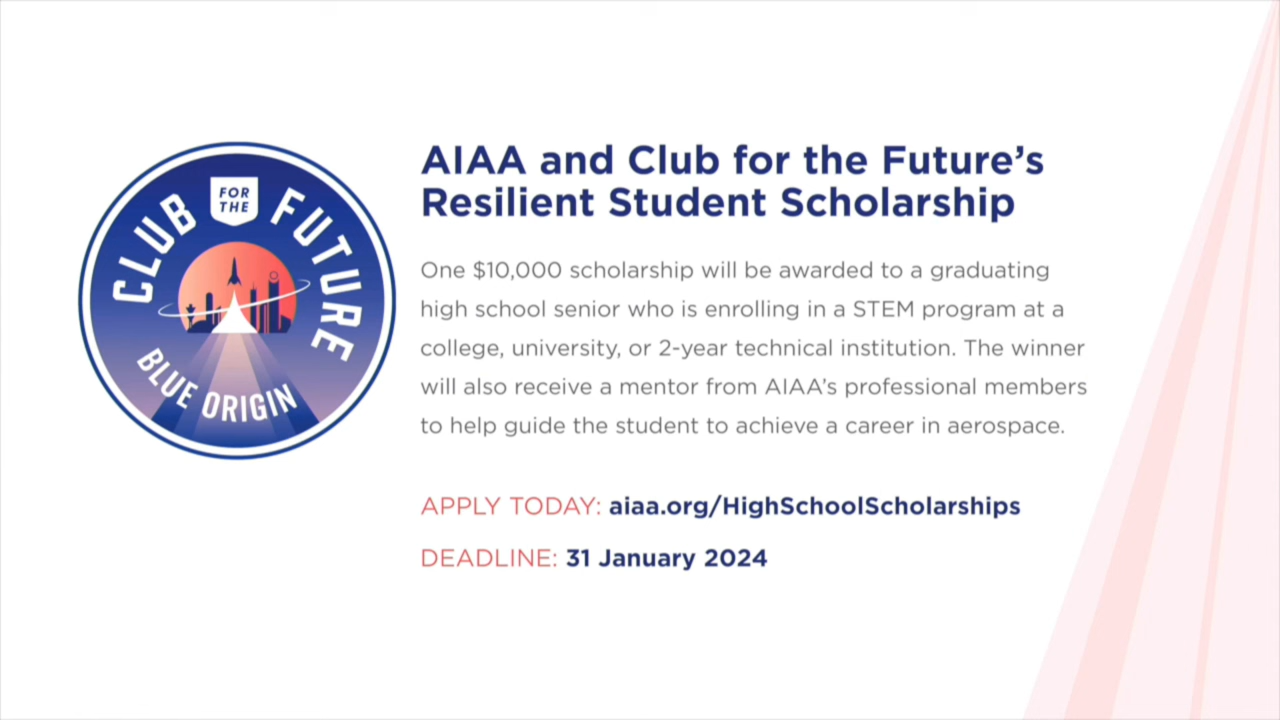 CLUB FOR THE FUTURE
BLUE ORIGIN
AIAA and Club for the Future’s
Resilient Student Scholarship
One $10,000 scholarship will be awarded to a graduating
high school senior who is enrolling in a STEM program at a
college, university, or 2-year technical institution. The winner
will also receive a mentor from AIAA’s professional members
to help guide the student to achieve a career in aerospace.
APPLY TODAY: aiaa.org/HighSchoolScholarships
DEADLINE: 31 January 2024